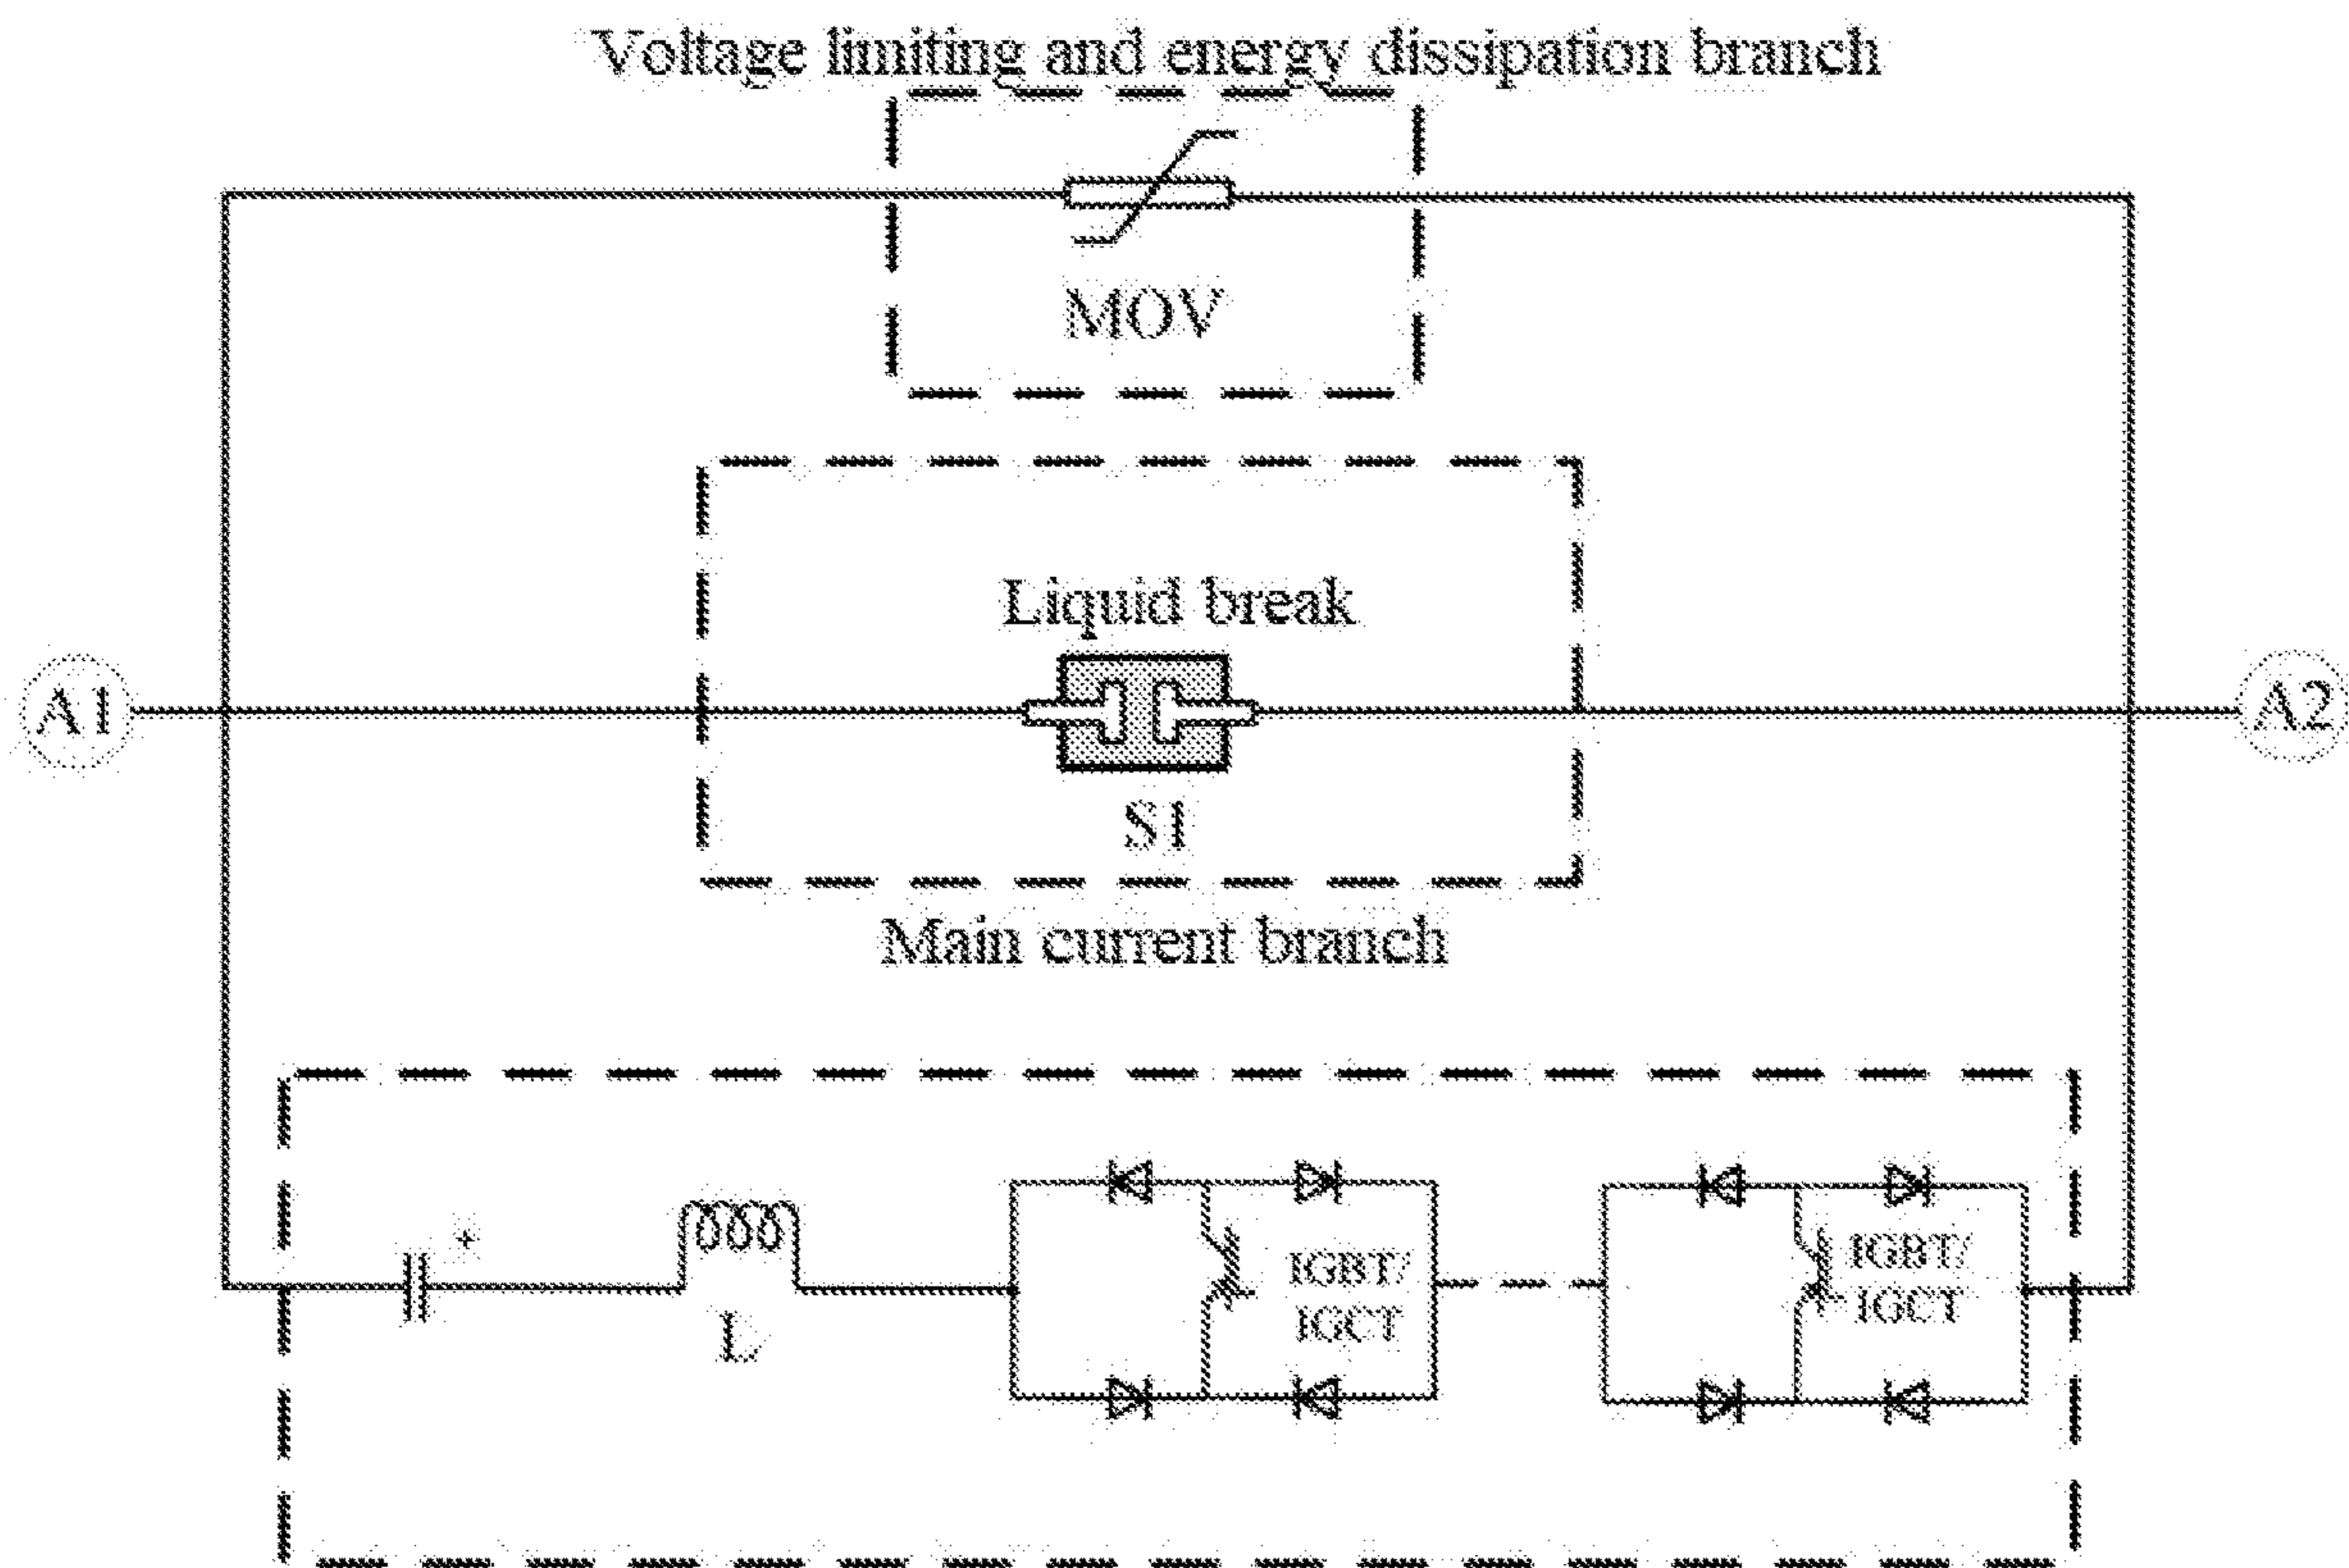 Voltage limiting and energy dissipation branch
MOV
Liquid break
A1
A2
S1
Main current branch
+
L
IGBT/
IGCT
IGBT/
IGCT